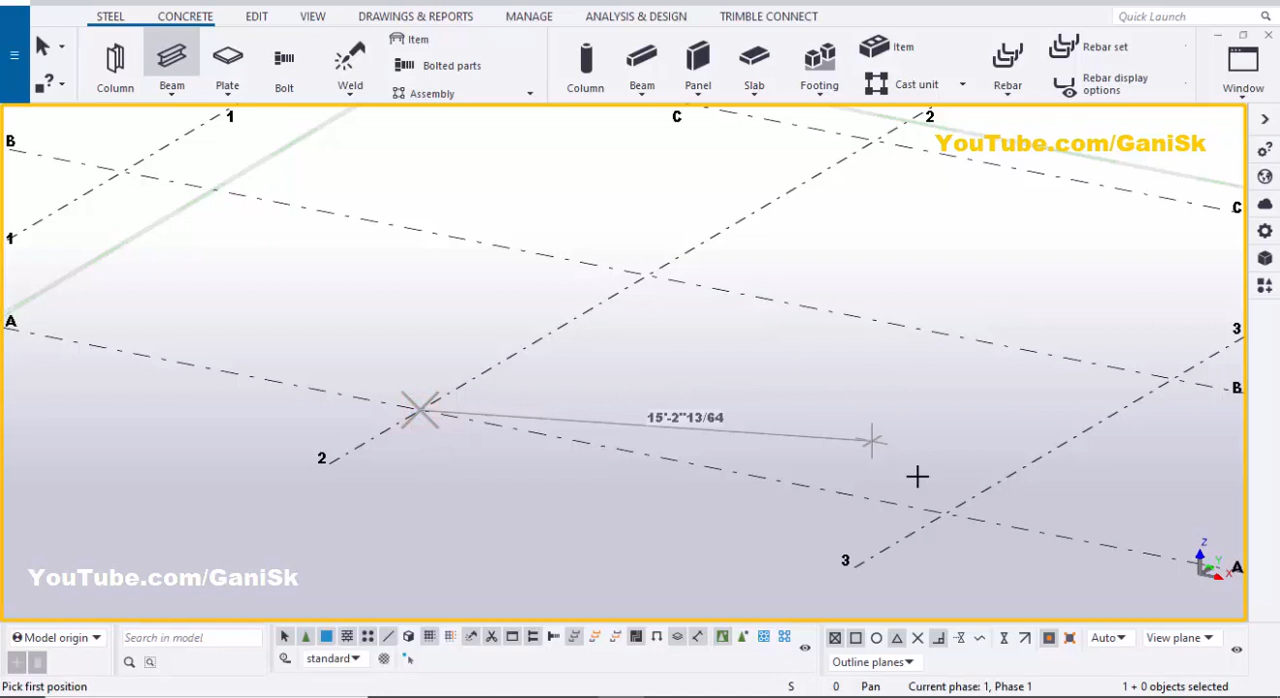 STEEL CONCRETE EDIT VIEW DRAWINGS & REPORTS MANAGE ANALYSIS & DESIGN TRIMBLE CONNECT Quick Launch
Column Beam Plate Bolt Weld
Item
Bolted parts
Assembly
Column Beam Panel Slab Footing
Item
Cast unit
Rebar
Rebar set
Rebar display
options
Window
1 C 2
B
YouTube.com/GaniSk
C
1
A
3
B
15'-2"13/64
2
3
A
Z
Y
X
YouTube.com/GaniSk
Model origin Search in model
standard
Auto View plane
Outline planes
Pick first position S 0 Pan Current phase: 1, Phase 1 1 + 0 objects selected